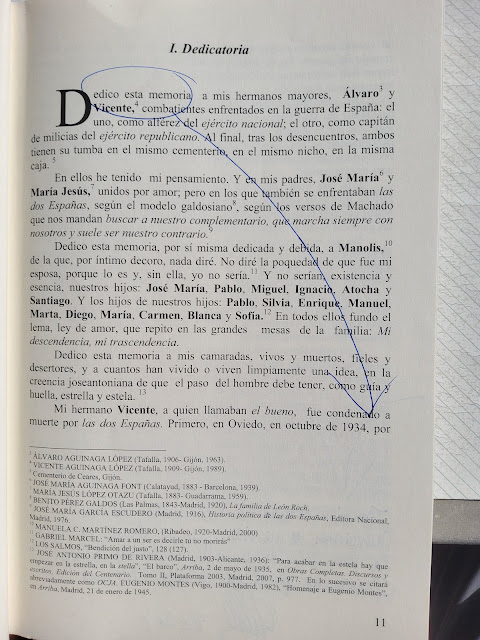 I. Dedicatoria
Dedico esta memoria a mis hermanos mayores, Álvaro³ y
Vicente,⁴ combatientes enfrentados en la guerra de España: el
uno, como alférez del ejército nacional; el otro, como capitán
de milicias del ejército republicano. Al final, tras los desencuentros, ambos
tienen su tumba en el mismo cementerio, en el mismo nicho, en la misma
caja. ⁵
En ellos he tenido mi pensamiento. Y en mis padres, José María⁶ y
María Jesús,⁷ unidos por amor; pero en los que también se enfrentaban las
dos Españas, según el modelo galdosiano⁸, según los versos de Machado
que nos mandan buscar a nuestro complementario, que marcha siempre con
nosotros y suele ser nuestro contrario.⁹
Dedico esta memoria, por sí misma dedicada y debida, a Manolis,¹⁰
de la que, por íntimo decoro, nada diré. No diré la poquedad de que fue mi
esposa, porque lo es y, sin ella, yo no sería.¹¹ Y no serían, existencia y
esencia, nuestros hijos: José María, Pablo, Miguel, Ignacio, Atocha y
Santiago. Y los hijos de nuestros hijos: Pablo, Silvia, Enrique, Manuel,
Marta, Diego, María, Carmen, Blanca y Sofía.¹² En todos ellos fundo el
lema, ley de amor, que repito en las grandes mesas de la familia: Mi
descendencia, mi trascendencia.
Dedico esta memoria a mis camaradas, vivos y muertos, fieles y
desertores, y a cuantos han vivido o viven limpiamente una idea, en la
creencia joseantoniana de que el paso del hombre debe tener, como guía y
huella, estrella y estela. ¹³
Mi hermano Vicente, a quien llamaban el bueno, fue condenado a
muerte por las dos Españas. Primero, en Oviedo, en octubre de 1934, por
³ ÁLVARO AGUINAGA LÓPEZ (Tafalla, 1906- Gijón, 1963).
⁴ VICENTE AGUINAGA LÓPEZ (Tafalla, 1909- Gijón, 1989).
⁵ Cementerio de Ceares, Gijón.
⁶ JOSÉ MARÍA AGUINAGA FONT (Calatayud, 1883 - Barcelona, 1939).
⁷ MARIA JESÚS LÓPEZ OTAZU (Tafalla, 1883- Guadarrama, 1959).
⁸ BENITO PÉREZ GALDOS (Las Palmas, 1843-Madrid, 1920), La familia de León Roch.
⁹ JOSÉ MARÍA GARCÍA ESCUDERO (Madrid, 1916), Historia política de las dos Españas, Editora Nacional,
Madrid, 1976.
¹⁰ MANUELA C. MARTÍNEZ ROMERO, (Ribadeo, 1920-Madrid, 2000)
¹¹ GABRIEL MARCEL: "Amar a un ser es decirle tu no morirás"
¹² LOS SALMOS, "Bendición del justo", 128 (127).
¹³ JOSÉ ANTONIO PRIMO DE RIVERA (Madrid, 1903-Alicante, 1936): "Para acabar en la estela hay que
empezar en la estrella, en la stella", "El barco", Arriba, 2 de mayo de 1935, en Obras Completas. Discursos y
escritos. Edición del Centenario. Tomo II, Plataforma 2003, Madrid, 2007, p. 977. En lo sucesivo se citará
abreviadamente como OCJA. EUGENIO MONTES (Vigo, 1900-Madrid, 1982), "Homenaje a Eugenio Montes",
en Arriba, Madrid, 21 de enero de 1945.
11